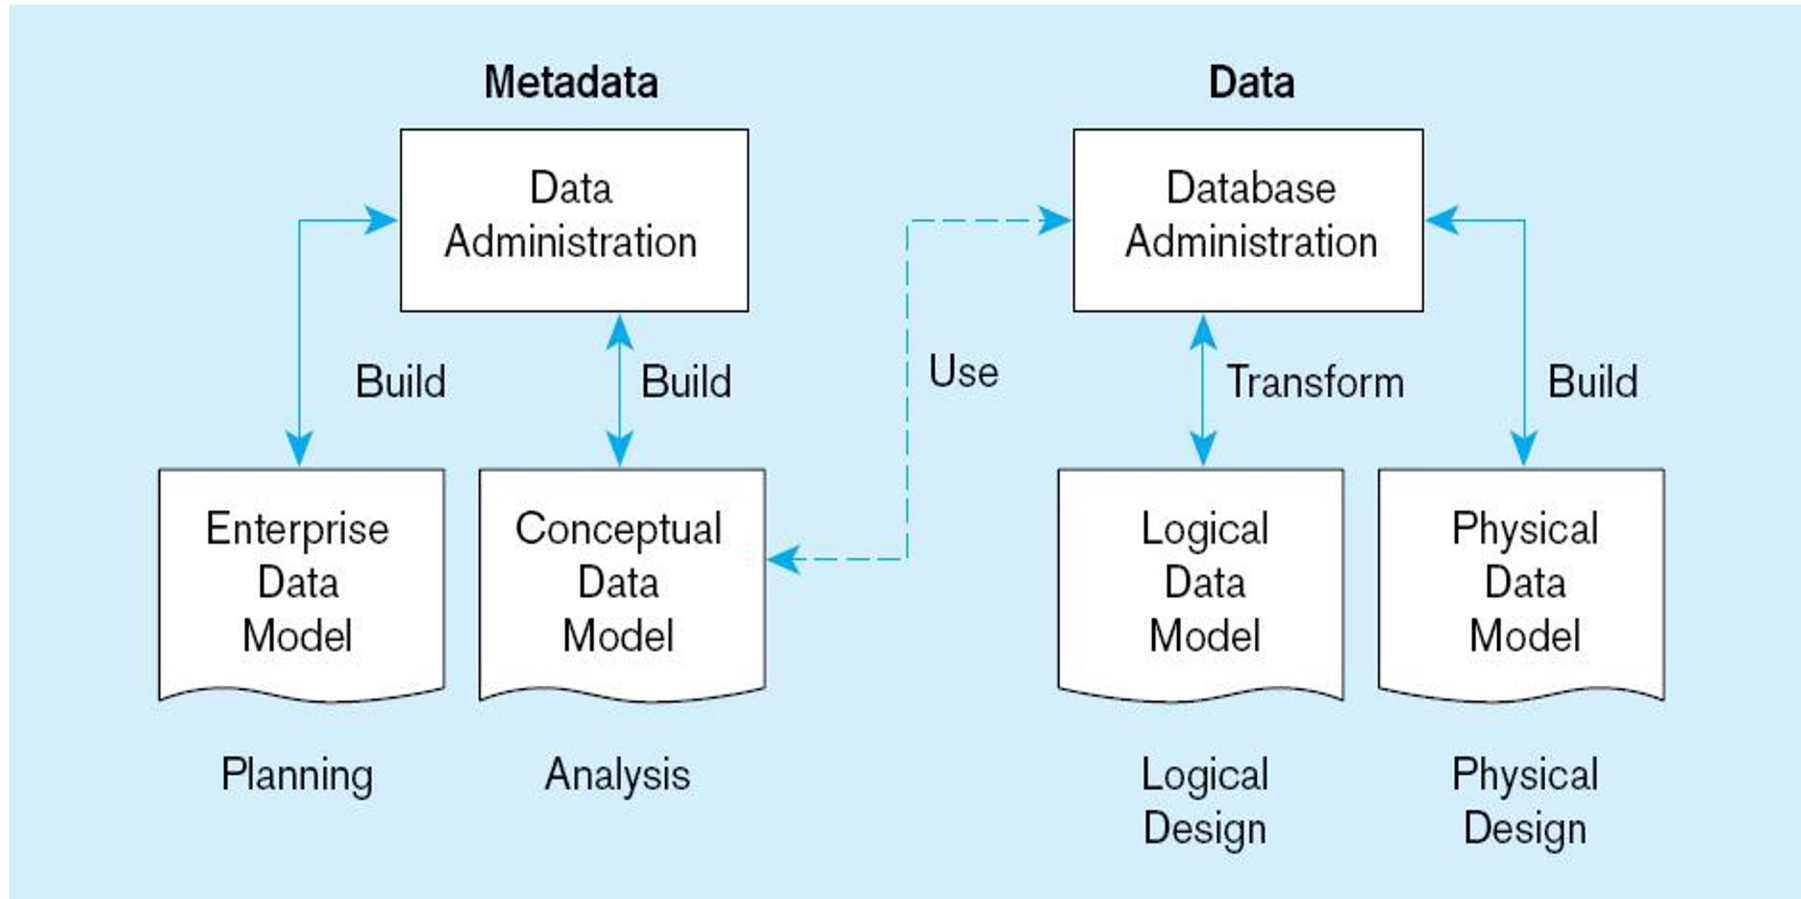 Metadata
Data
Data
Administration
Database
Administration
Build
Build
Use
Transform
Build
Enterprise
Data
Model
Conceptual
Data
Model
Logical
Data
Model
Physical
Data
Model
Planning
Analysis
Logical
Design
Physical
Design